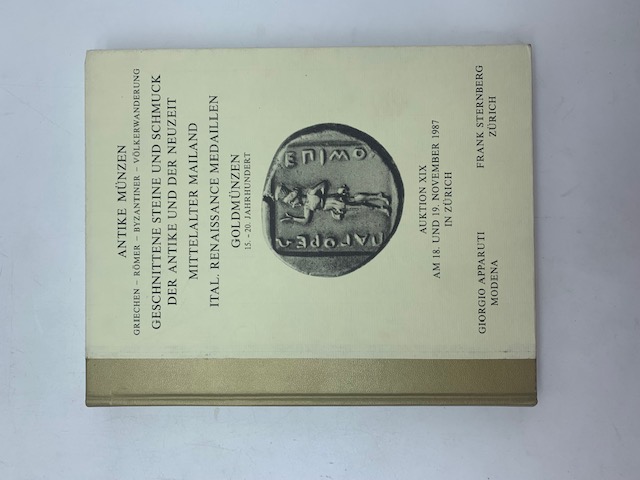 ANTIKE MÜNZEN
GRIECHEN – RÖMER – BYZANTINER – VÖLKERWANDERUNG
GESCHNITTENE STEINE UND SCHMUCK
DER ANTIKE UND DER NEUZEIT
MITTELALTER MAILAND
ITAL. RENAISSANCE MEDAILLEN
GOLDMÜNZEN
15. – 20. JAHRHUNDERT
AUKTION XIX
AM 18. UND 19. NOVEMBER 1987
IN ZÜRICH
GIORGIO APPARUTI
MODENA
FRANK STERNBERG
ZÜRICH